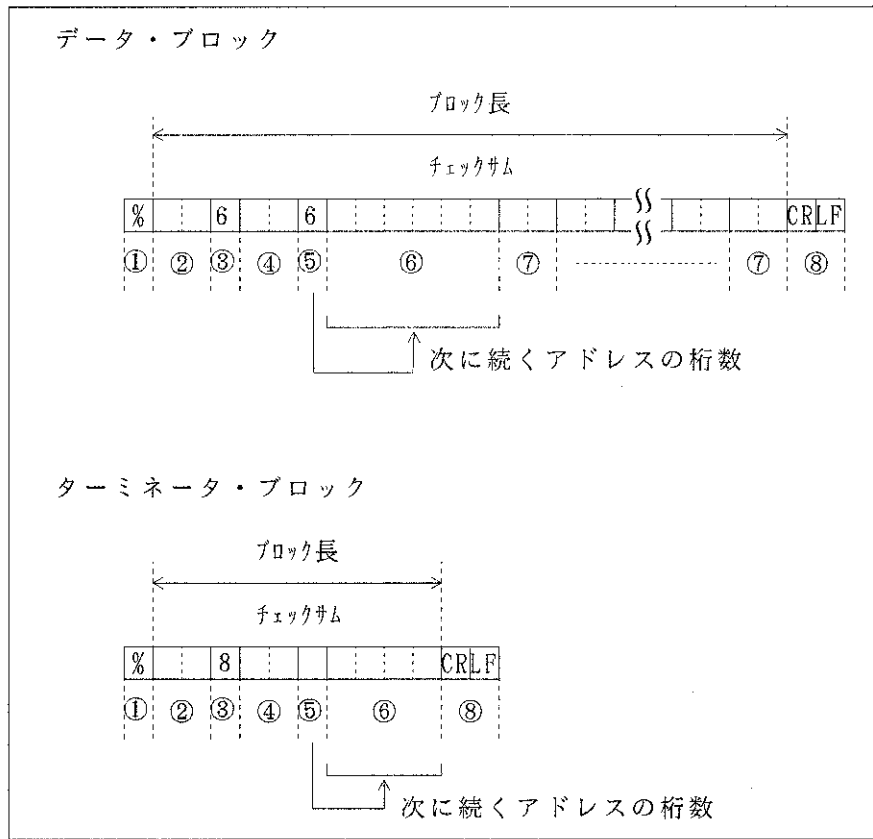 データ・ブロック
ブロック長
チェックサム
% 6 6 CR LF
① ② ③ ④ ⑤ ⑥ ⑦ ⑦ ⑧
次に続くアドレスの桁数
ターミネータ・ブロック
ブロック長
チェックサム
% 8 CR LF
① ② ③ ④ ⑤ ⑥ ⑧
次に続くアドレスの桁数